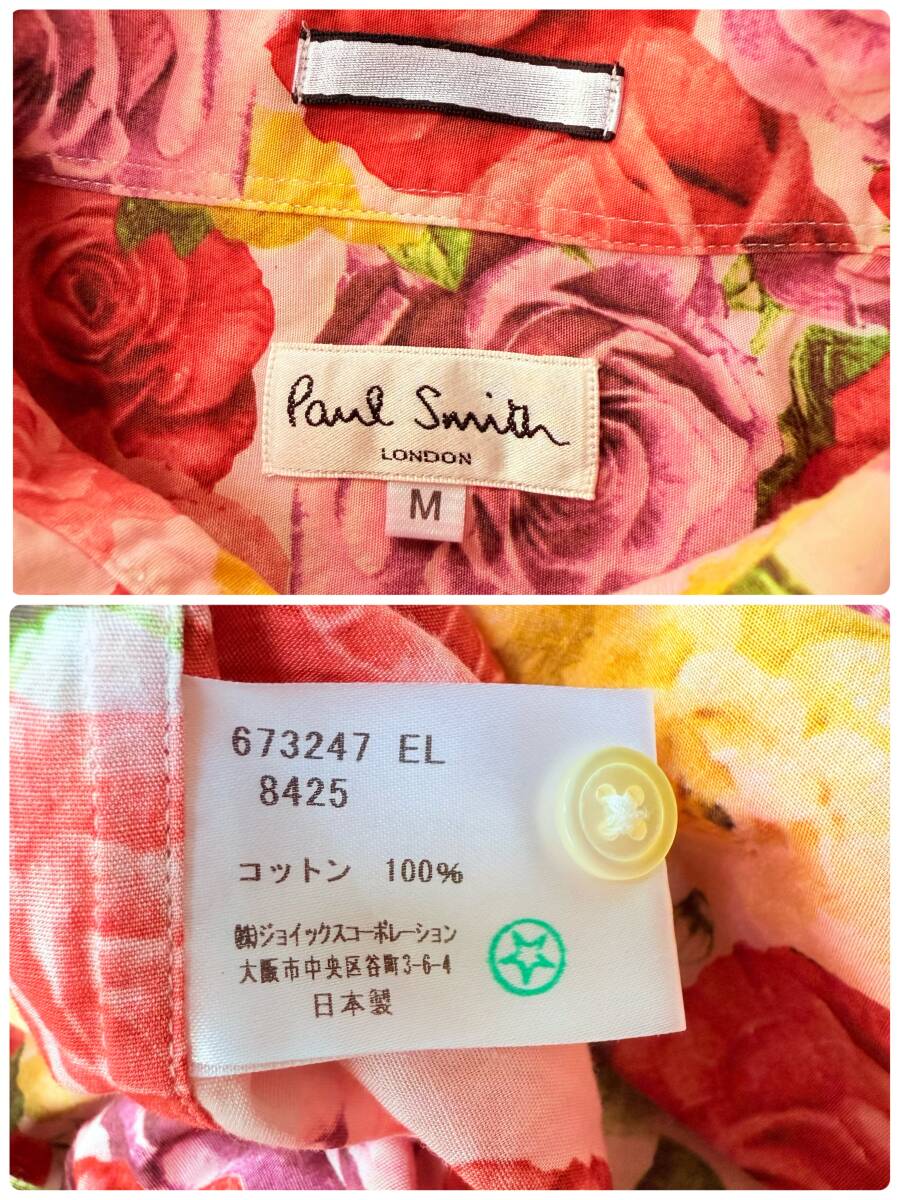 Paul Smith
LONDON
M
673247 EL
8425
コットン 100%
㈱ジョイックスコーポレーション
大阪市中央区谷町3-6-4
日本製